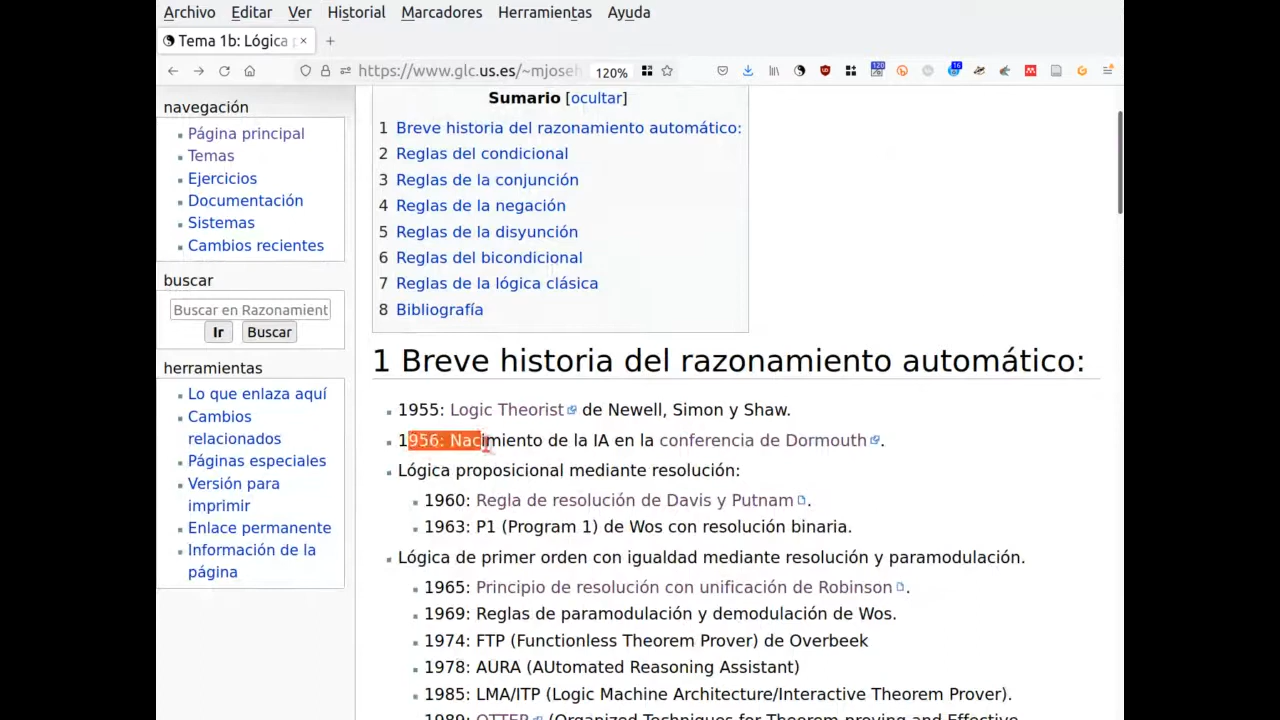 Archivo Editar Ver Historial Marcadores Herramientas Ayuda
Tema 1b: Lógica
https://www.glc.us.es/~mjoseh 120%
navegación
Página principal
Temas
Ejercicios
Documentación
Sistemas
Cambios recientes
buscar
Buscar en Razonamient
Ir Buscar
herramientas
Lo que enlaza aquí
Cambios
relacionados
Páginas especiales
Versión para
imprimir
Enlace permanente
Información de la
página
Sumario [ocultar]
1 Breve historia del razonamiento automático:
2 Reglas del condicional
3 Reglas de la conjunción
4 Reglas de la negación
5 Reglas de la disyunción
6 Reglas del bicondicional
7 Reglas de la lógica clásica
8 Bibliografía
1 Breve historia del razonamiento automático:
1955: Logic Theorist de Newell, Simon y Shaw.
1956: Nacimiento de la IA en la conferencia de Dormouth.
Lógica proposicional mediante resolución:
1960: Regla de resolución de Davis y Putnam.
1963: P1 (Program 1) de Wos con resolución binaria.
Lógica de primer orden con igualdad mediante resolución y paramodulación.
1965: Principio de resolución con unificación de Robinson.
1969: Reglas de paramodulación y demodulación de Wos.
1974: FTP (Functionless Theorem Prover) de Overbeek
1978: AURA (AUtomated Reasoning Assistant)
1985: LMA/ITP (Logic Machine Architecture/Interactive Theorem Prover).
1989: OTTER (Organized Techniques for Theorem-proving and Effective